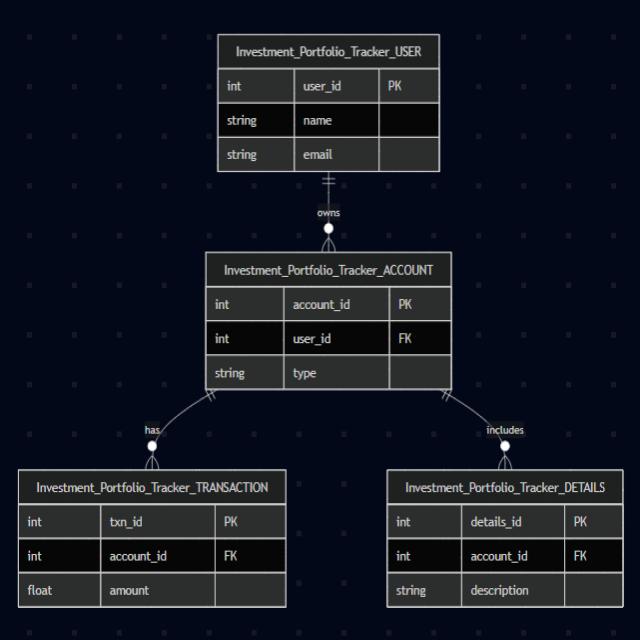 Investment_Portfolio_Tracker_USER
int user_id PK
string name
string email
owns
Investment_Portfolio_Tracker_ACCOUNT
int account_id PK
int user_id FK
string type
has includes
Investment_Portfolio_Tracker_TRANSACTION Investment_Portfolio_Tracker_DETAILS
int txn_id PK int details_id PK
int account_id FK int account_id FK
float amount string description